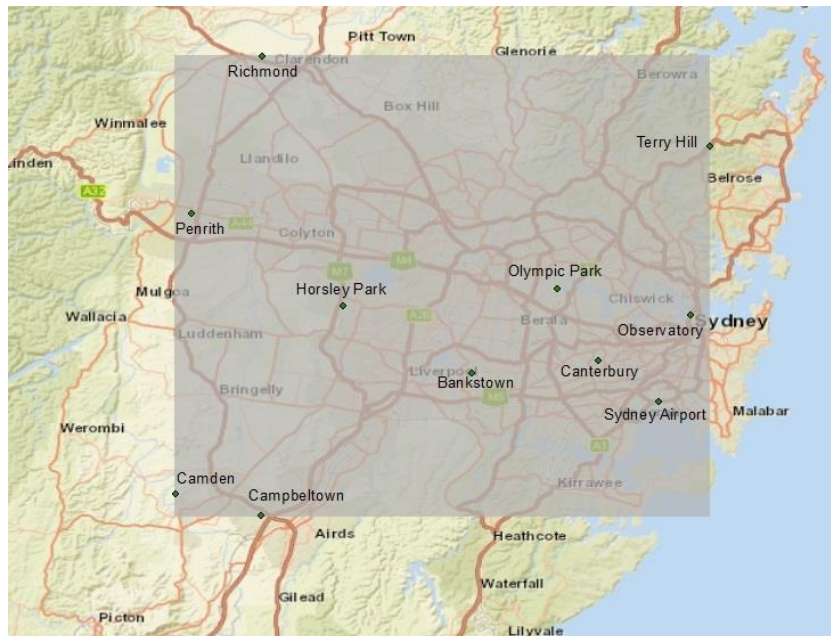 Pitt Town
Glenorie
Clarendon
Richmond
Berowra
Box Hill
Winmalee
Terry Hill
Llandilo
Linden
Belrose
A32
Penrith
A44
Colyton
M4
M7
Olympic Park
Mulgoa
Horsley Park
Chiswick
Wallacia
Berala
Observatory
Sydney
Luddenham
Liverpool
Canterbury
Bankstown
Bringelly
M5
Sydney Airport
Malabar
Werombi
A1
Camden
Kirrawee
Campbeltown
Airds
Heathcote
Waterfall
Gilead
Picton
Lilyvale